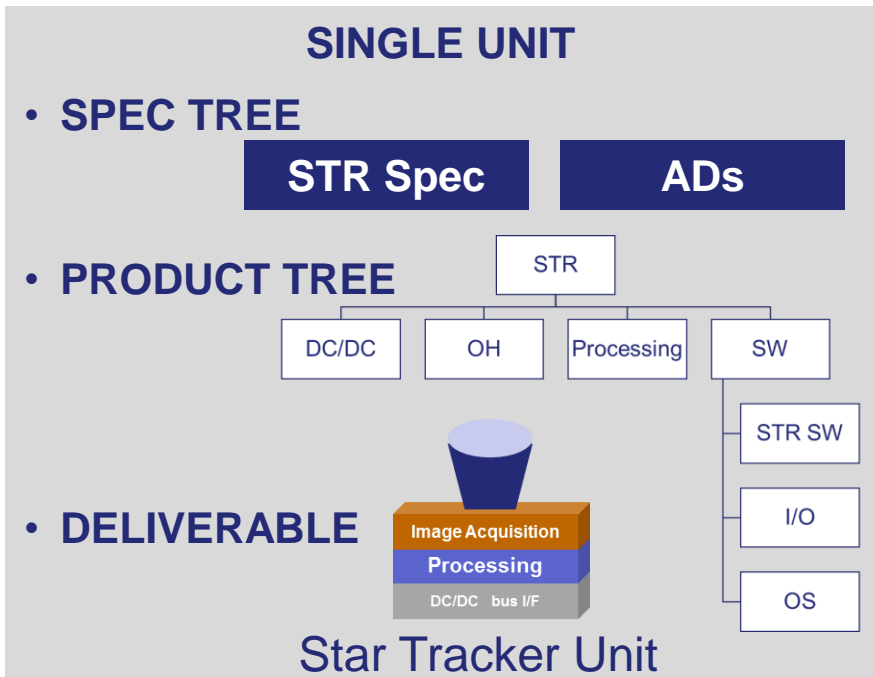 SINGLE UNIT
• SPEC TREE
STR Spec
ADs
• PRODUCT TREE
STR
DC/DC
OH
Processing
SW
STR SW
I/O
OS
• DELIVERABLE
Image Acquisition
Processing
DC/DC bus I/F
Star Tracker Unit